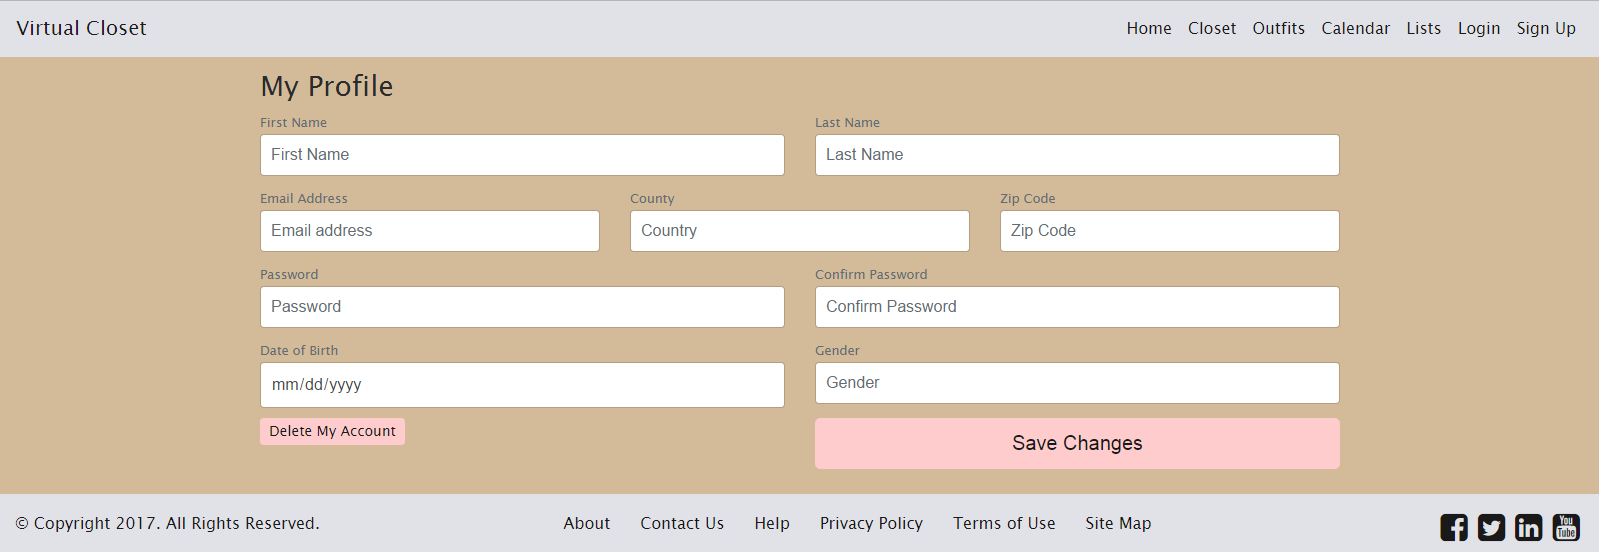 Virtual Closet Home Closet Outfits Calendar Lists Login Sign Up
My Profile
First Name Last Name
First Name Last Name
Email Address County Zip Code
Email address Country Zip Code
Password Confirm Password
Password Confirm Password
Date of Birth Gender
mm/dd/yyyy Gender
Delete My Account Save Changes
© Copyright 2017. All Rights Reserved. About Contact Us Help Privacy Policy Terms of Use Site Map You Tube